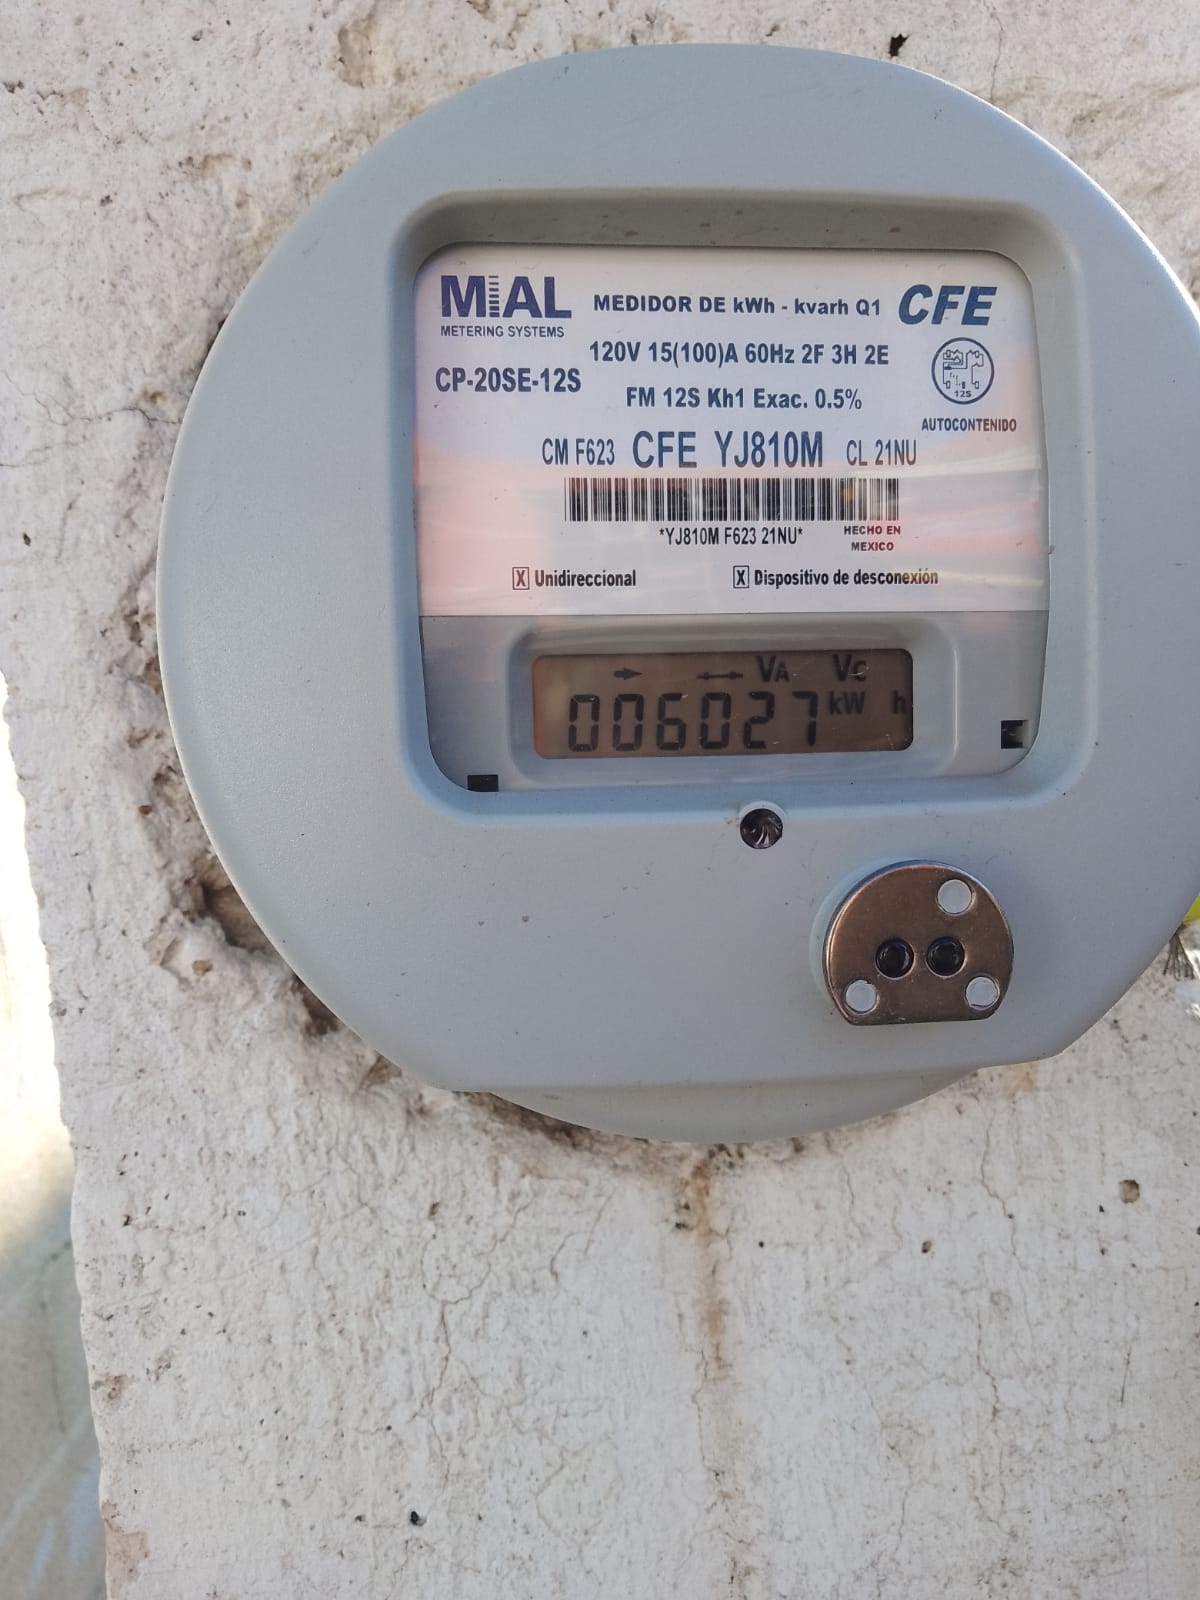 MIAL
METERING SYSTEMS
MEDIDOR DE kWh - kvarh Q1
CFE
120V 15(100)A 60Hz 2F 3H 2E
CP-20SE-12S
FM 12S Kh1 Exac. 0.5%
12S
AUTOCONTENIDO
CM F623 CFE YJ810M CL 21NU
*YJ810M F623 21NU*
HECHO EN
MEXICO
X Unidireccional
X Dispositivo de desconexión
VA VC
006027 kW h